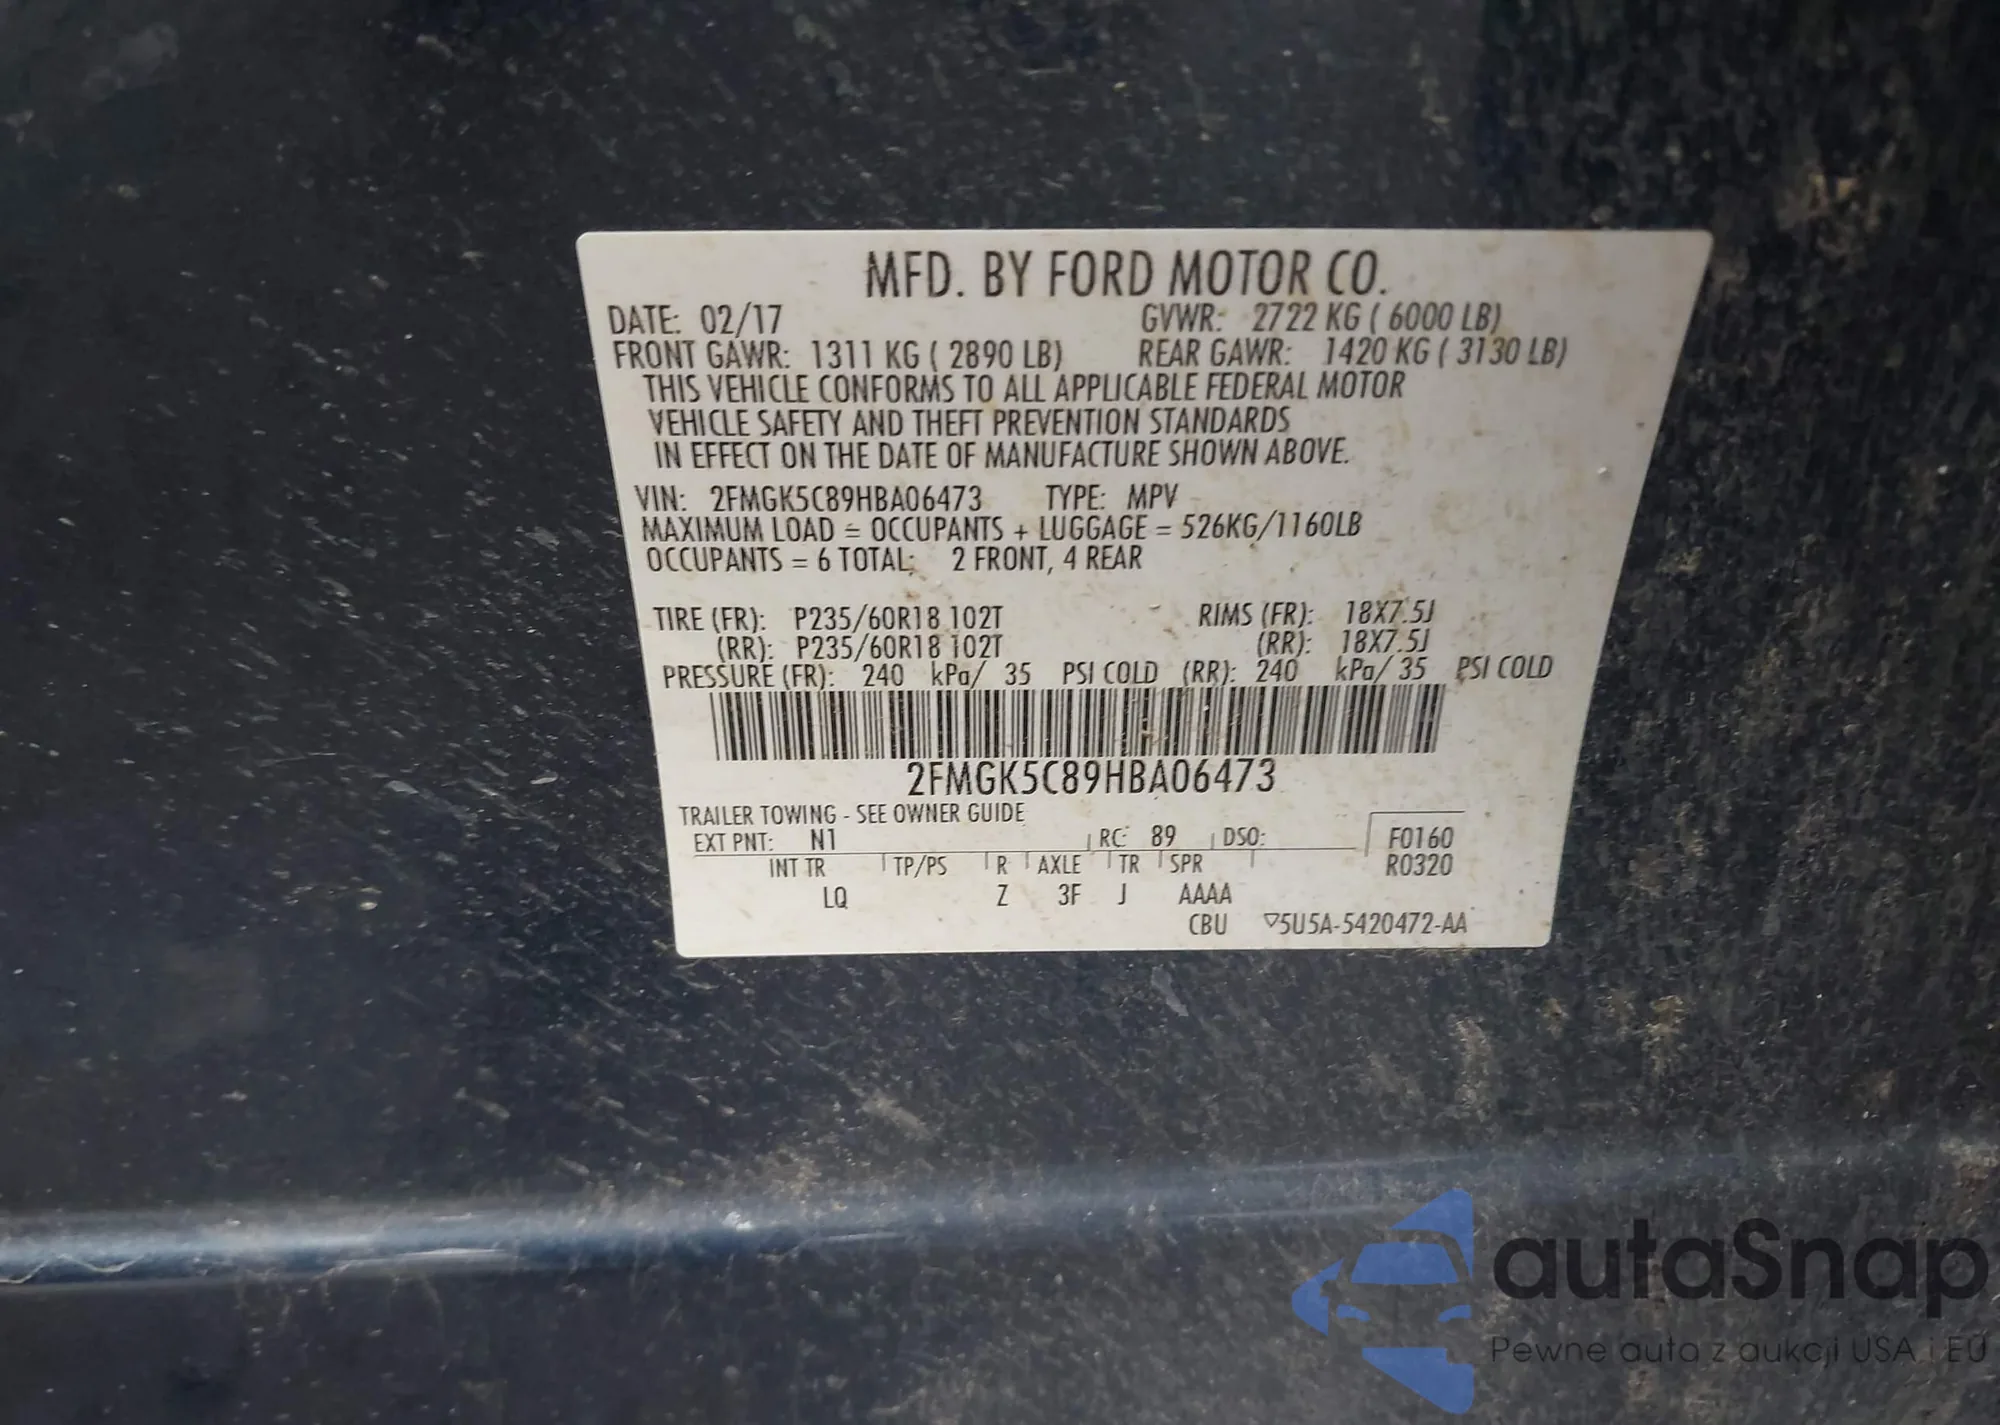 MFD. BY FORD MOTOR CO.
DATE: 02/17 GVWR: 2722 KG ( 6000 LB)
FRONT GAWR: 1311 KG ( 2890 LB) REAR GAWR: 1420 KG ( 3130 LB)
THIS VEHICLE CONFORMS TO ALL APPLICABLE FEDERAL MOTOR
VEHICLE SAFETY AND THEFT PREVENTION STANDARDS
IN EFFECT ON THE DATE OF MANUFACTURE SHOWN ABOVE.
VIN: 2FMGK5C89HBA06473 TYPE: MPV
MAXIMUM LOAD = OCCUPANTS + LUGGAGE = 526KG/1160LB
OCCUPANTS = 6 TOTAL: 2 FRONT, 4 REAR
TIRE (FR): P235/60R18 102T RIMS (FR): 18X7.5J
(RR): P235/60R18 102T (RR): 18X7.5J
PRESSURE (FR): 240 kPa/ 35 PSI COLD (RR): 240 kPa/ 35 PSI COLD
2FMGK5C89HBA06473
TRAILER TOWING - SEE OWNER GUIDE
EXT PNT: N1 RC: 89 DSO: F0160
INT TR TP/PS R AXLE TR SPR R0320
LQ Z 3F J AAAA
CBU ▽5U5A-5420472-AA
autaSnap
Pewne auta z aukcji USA i EU